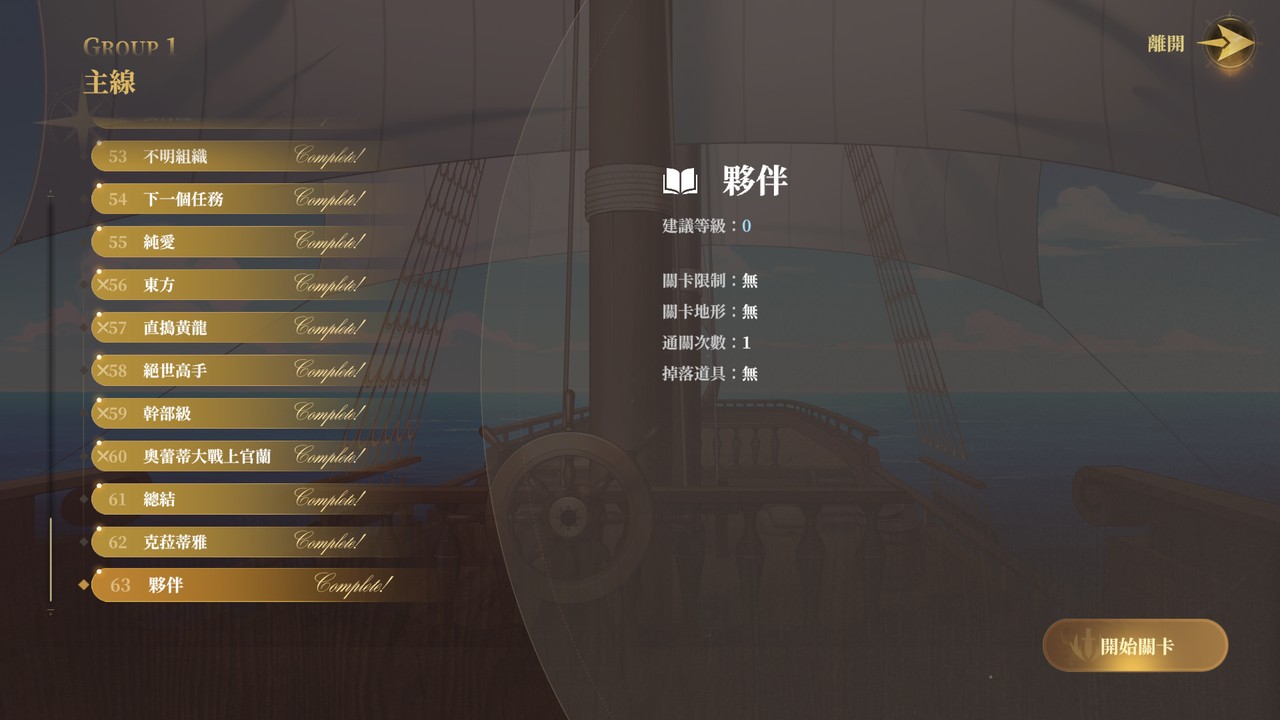 GROUP 1
主線
離開
53 不明組織 Complete!
54 下一個任務 Complete!
55 純愛 Complete!
56 東方 Complete!
57 直搗黃龍 Complete!
58 絕世高手 Complete!
59 幹部級 Complete!
60 奧蕾蒂大戰上官蘭 Complete!
61 總結 Complete!
62 克菈蒂雅 Complete!
63 夥伴 Complete!
夥伴
建議等級：0
關卡限制：無
關卡地形：無
通關次數：1
掉落道具：無
開始關卡